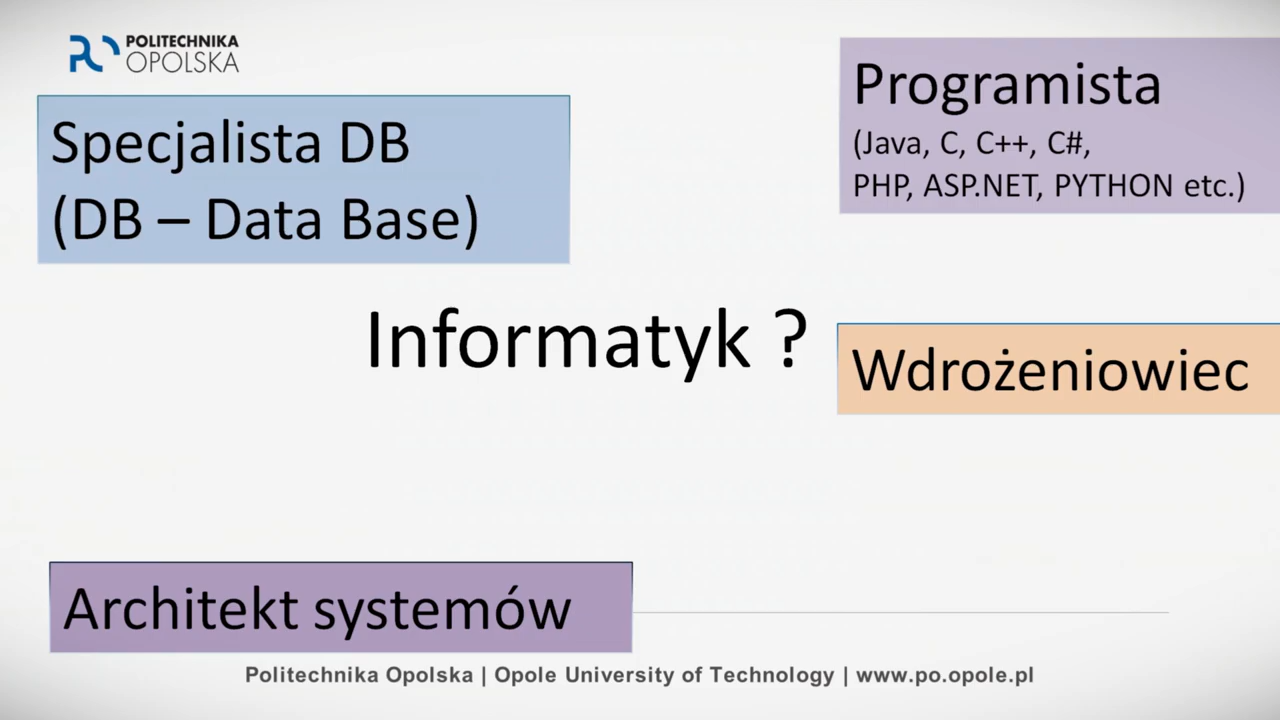 POLITECHNIKA
OPOLSKA
Specjalista DB
(DB – Data Base)
Programista
(Java, C, C++, C#,
PHP, ASP.NET, PYTHON etc.)
Informatyk ?
Wdrożeniowiec
Architekt systemów
Politechnika Opolska | Opole University of Technology | www.po.opole.pl